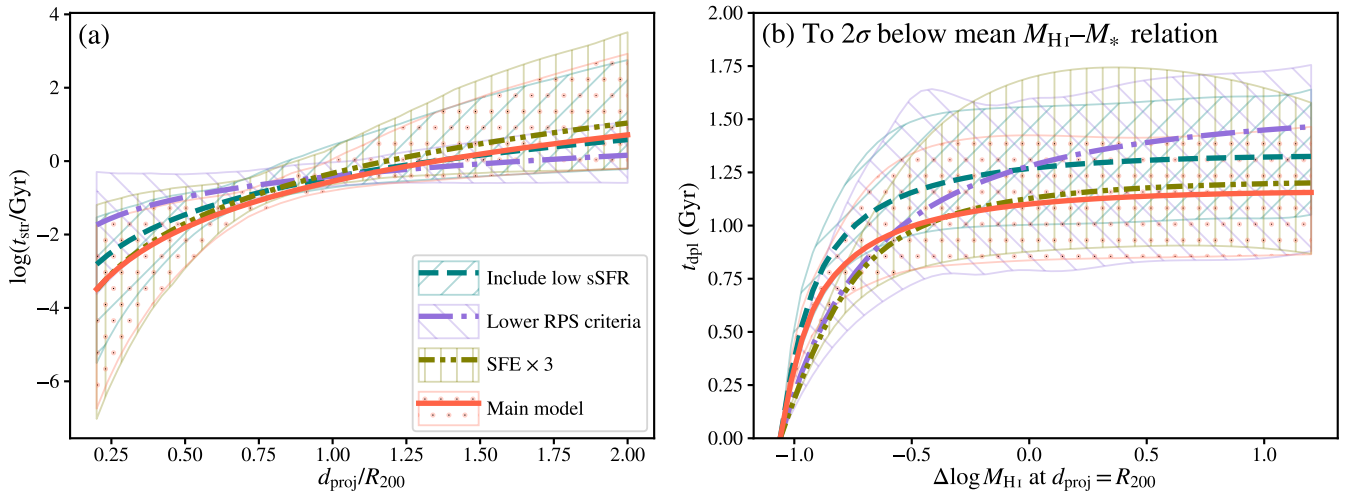 (a)
4
2
0
−2
−4
−6
log(t_str/Gyr)
0.25 0.50 0.75 1.00 1.25 1.50 1.75 2.00
d_proj/R_200
Include low sSFR
Lower RPS criteria
SFE × 3
Main model
(b) To 2σ below mean M_HI–M_* relation
2.00
1.75
1.50
1.25
1.00
0.75
0.50
0.25
0.00
t_dpl (Gyr)
−1.0 −0.5 0.0 0.5 1.0
Δlog M_HI at d_proj = R_200